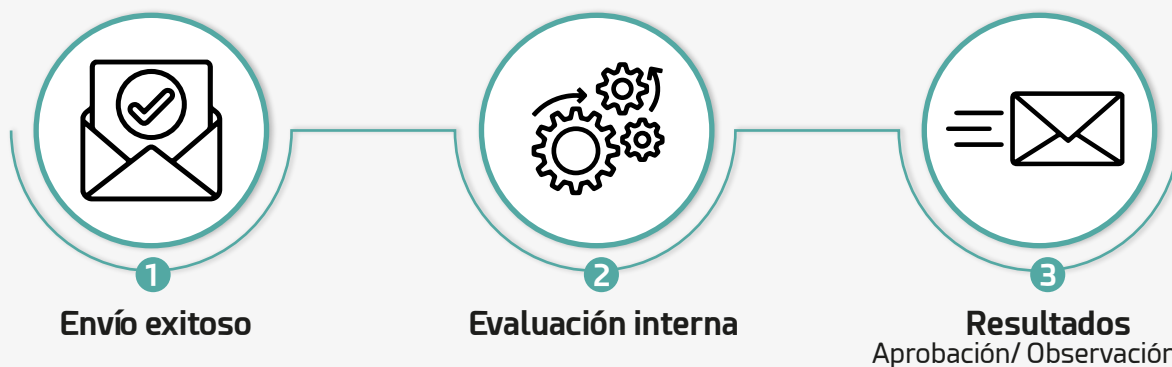 1
2
3
Envío exitoso
Evaluación interna
Resultados
Aprobación/ Observación